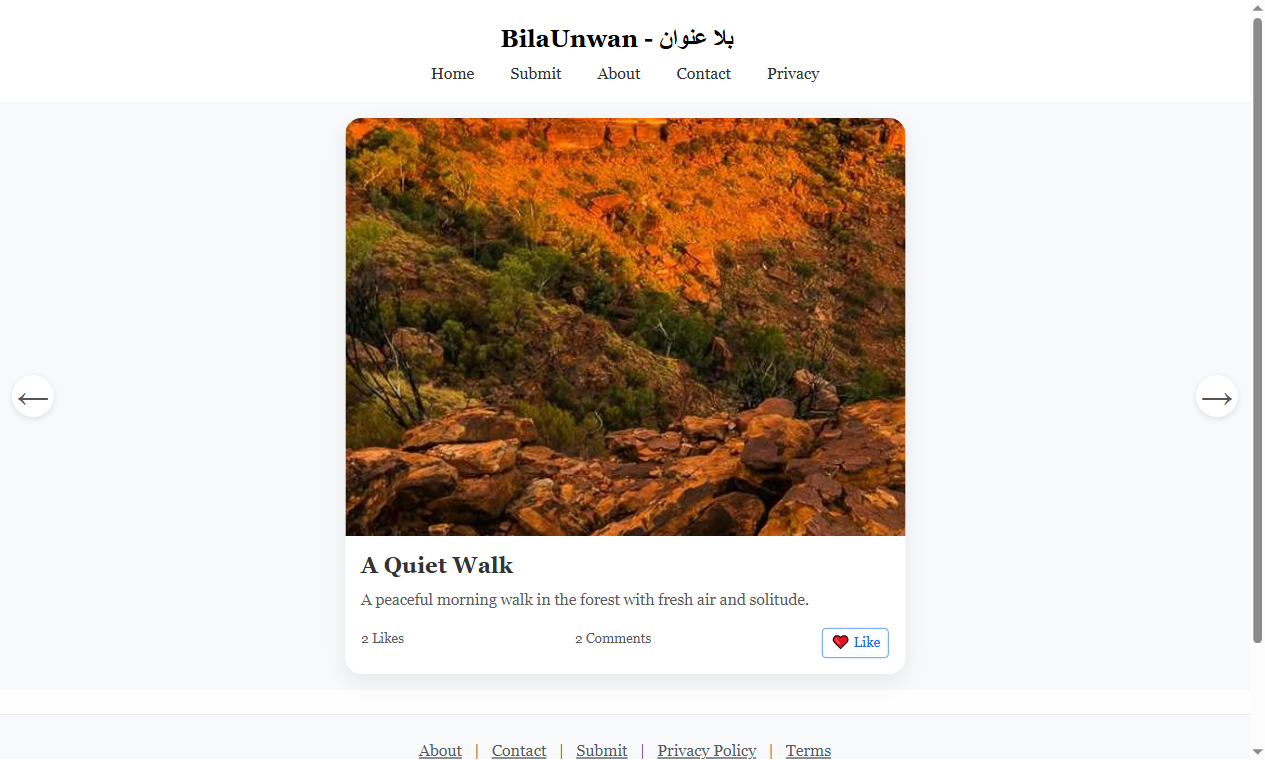 BilaUnwan - بلا عنوان
Home Submit About Contact Privacy
← →
A Quiet Walk
A peaceful morning walk in the forest with fresh air and solitude.
2 Likes 2 Comments ❤️ Like
About | Contact | Submit | Privacy Policy | Terms